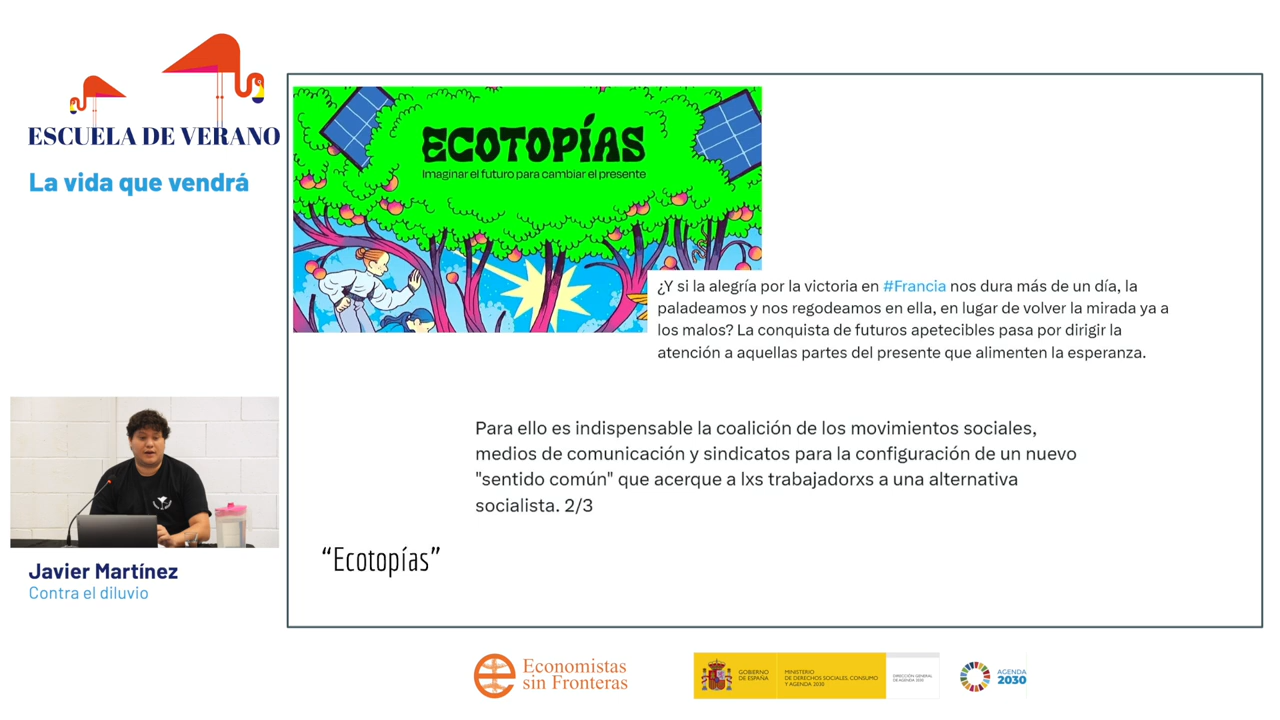 ESCUELA DE VERANO
La vida que vendrá
ECOTOPÍAS
Imaginar el futuro para cambiar el presente
¿Y si la alegría por la victoria en #Francia nos dura más de un día, la
paladeamos y nos regodeamos en ella, en lugar de volver la mirada ya a
los malos? La conquista de futuros apetecibles pasa por dirigir la
atención a aquellas partes del presente que alimenten la esperanza.
Para ello es indispensable la coalición de los movimientos sociales,
medios de comunicación y sindicatos para la configuración de un nuevo
"sentido común" que acerque a lxs trabajadorxs a una alternativa
socialista. 2/3
“Ecotopías”
Javier Martínez
Contra el diluvio
Economistas
sin Fronteras
GOBIERNO
DE ESPAÑA
MINISTERIO
DE DERECHOS SOCIALES, CONSUMO
Y AGENDA 2030
DIRECCIÓN GENERAL
DE AGENDA 2030
AGENDA
2030